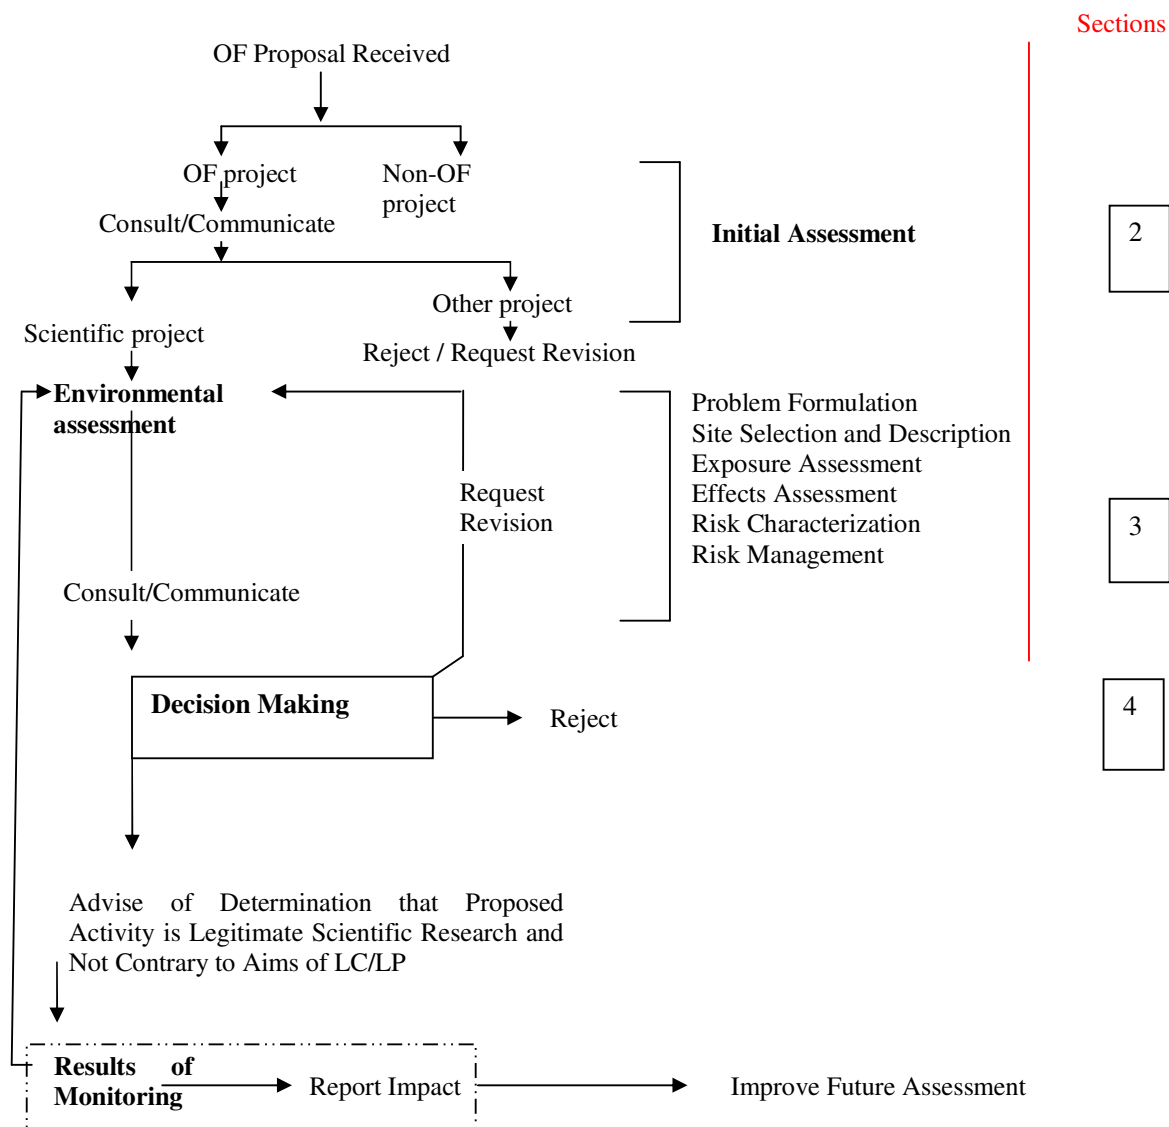 Sections
OF Proposal Received
OF project
Non-OF
project
Consult/Communicate
Initial Assessment
2
Other project
Scientific project
Reject / Request Revision
Environmental
assessment
Problem Formulation
Site Selection and Description
Exposure Assessment
Effects Assessment
Risk Characterization
Risk Management
Request
Revision
3
Consult/Communicate
Decision Making
Reject
4
Advise of Determination that Proposed
Activity is Legitimate Scientific Research and
Not Contrary to Aims of LC/LP
Results of
Monitoring
Report Impact
Improve Future Assessment